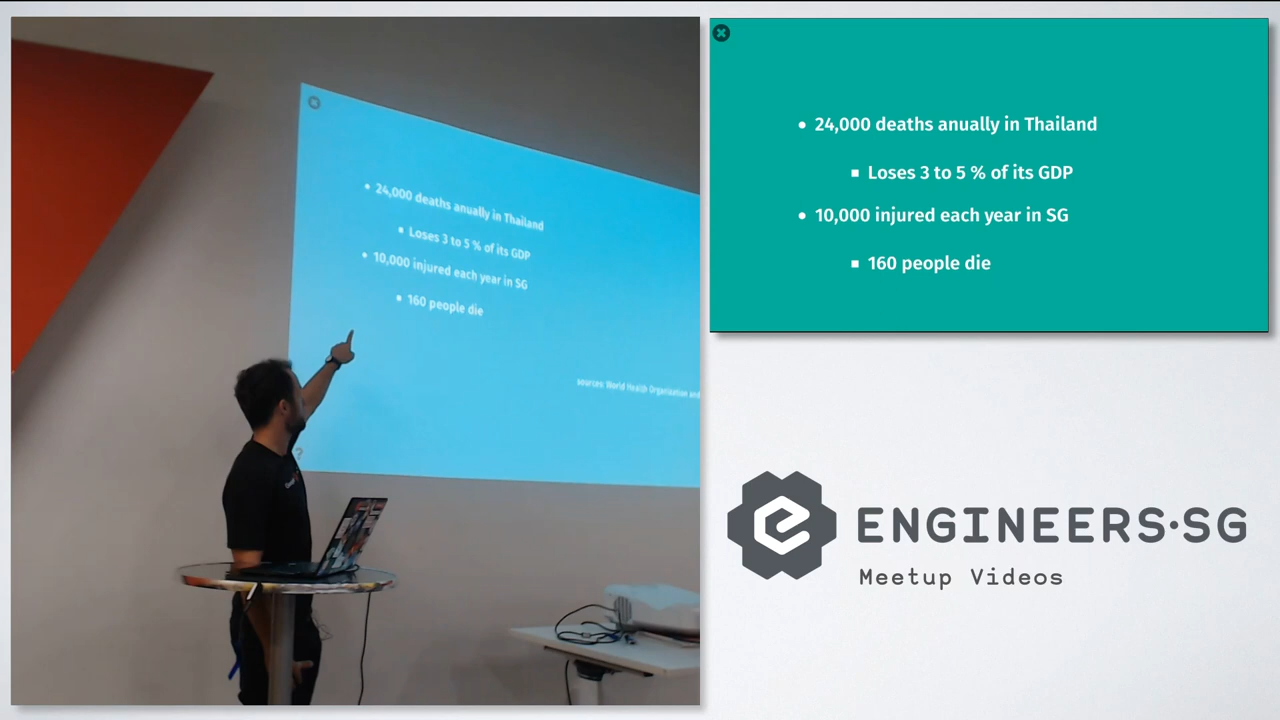 24,000 deaths anually in Thailand
Loses 3 to 5 % of its GDP
10,000 injured each year in SG
160 people die
sources: World Health Organization and
?
24,000 deaths anually in Thailand
Loses 3 to 5 % of its GDP
10,000 injured each year in SG
160 people die
ENGINEERS·SG
Meetup Videos